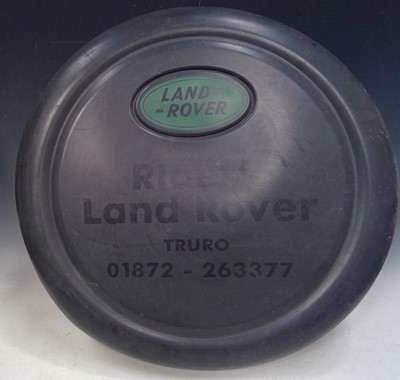 LAND-
-ROVER
Land Rover
TRURO
01872 - 263377